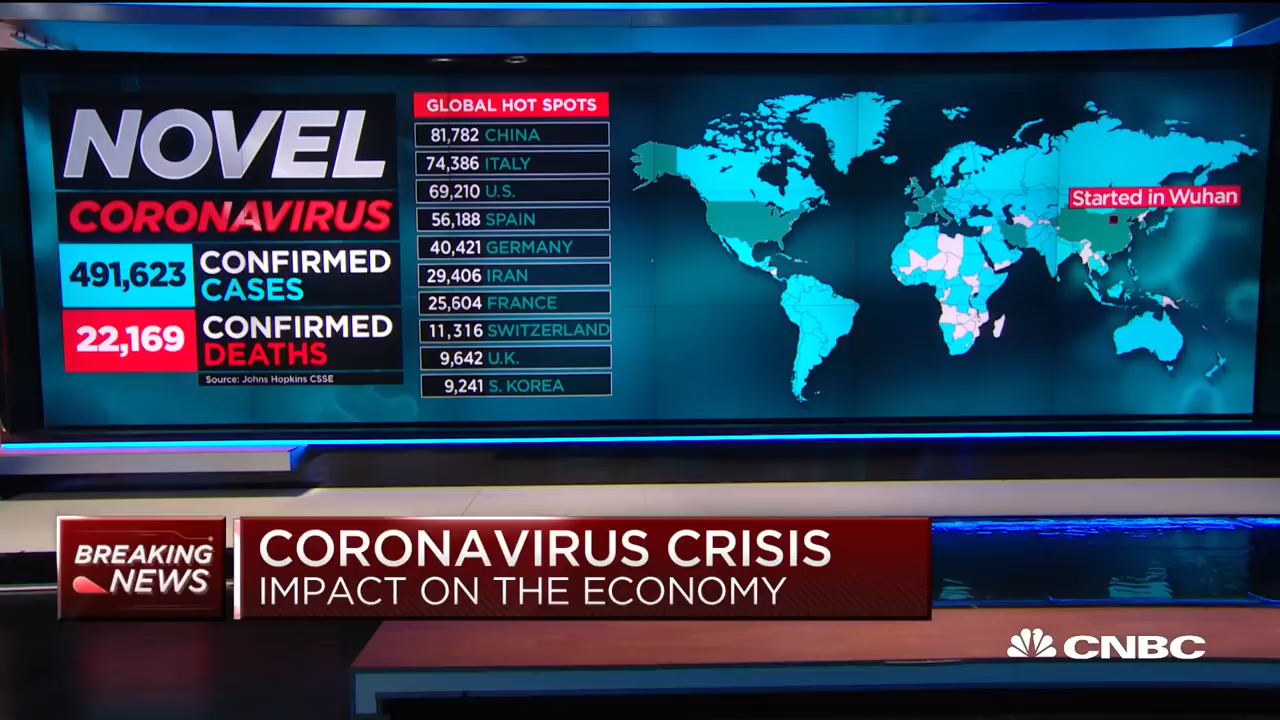 NOVEL
CORONAVIRUS
491,623 CONFIRMED CASES
22,169 CONFIRMED DEATHS
Source: Johns Hopkins CSSE
GLOBAL HOT SPOTS
81,782 CHINA
74,386 ITALY
69,210 U.S.
56,188 SPAIN
40,421 GERMANY
29,406 IRAN
25,604 FRANCE
11,316 SWITZERLAND
9,642 U.K.
9,241 S. KOREA
Started in Wuhan
BREAKING
NEWS
CORONAVIRUS CRISIS
IMPACT ON THE ECONOMY
CNBC